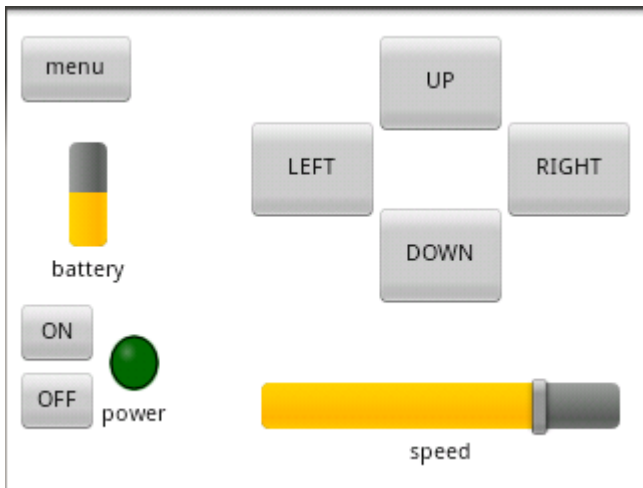 menu
UP
LEFT
RIGHT
DOWN
battery
ON
OFF
power
speed